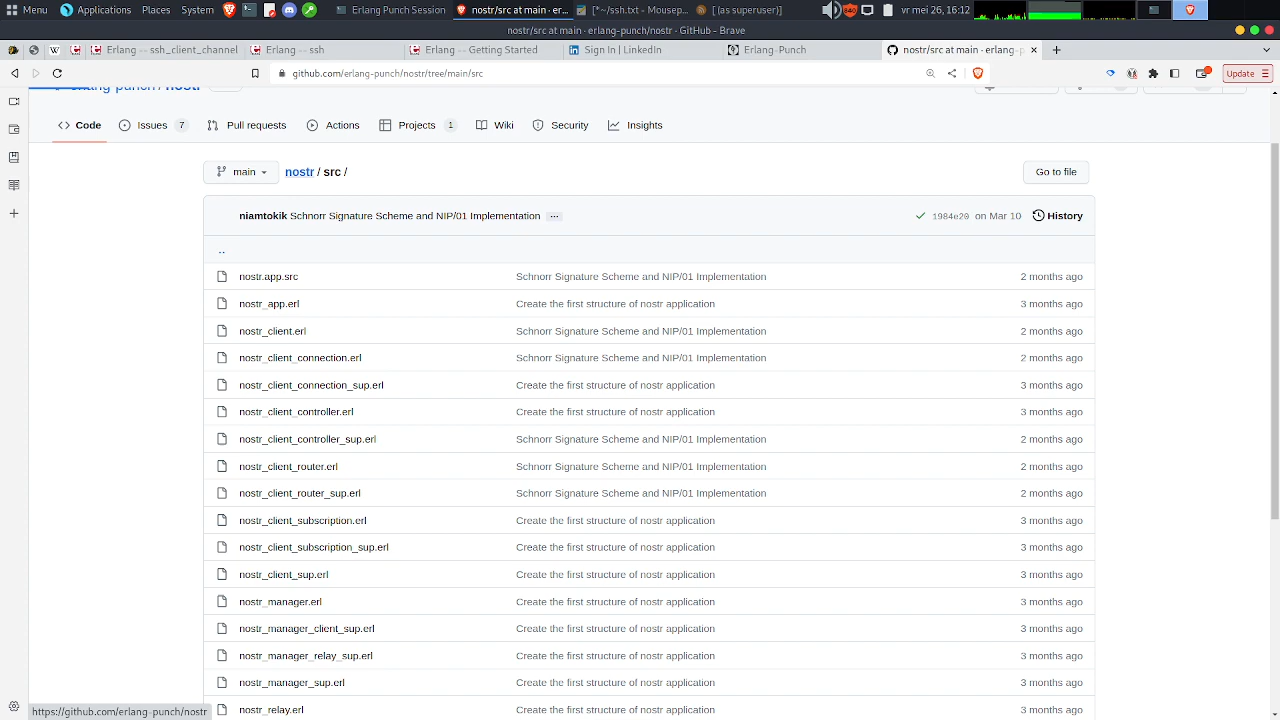 Menu Applications Places System Erlang Punch Question nostr/src at main · er... [*~/ssh.txt - Mousep... [(as superuser)] vr mei 26, 16:12
nostr/src at main · erlang-punch/nostr · GitHub - Brave
Erlang -- ssh_client_channel Erlang -- ssh Erlang -- Getting Started Sign In | LinkedIn Erlang-Punch nostr/src at main · erlang-p
github.com/erlang-punch/nostr/tree/main/src Update
erlang-punch / nostr
Code Issues 7 Pull requests Actions Projects 1 Wiki Security Insights
main nostr / src / Go to file
niamtokik Schnorr Signature Scheme and NIP/01 Implementation ... 1984e20 on Mar 10 History
..
nostr.app.src Schnorr Signature Scheme and NIP/01 Implementation 2 months ago
nostr_app.erl Create the first structure of nostr application 3 months ago
nostr_client.erl Schnorr Signature Scheme and NIP/01 Implementation 2 months ago
nostr_client_connection.erl Schnorr Signature Scheme and NIP/01 Implementation 2 months ago
nostr_client_connection_sup.erl Create the first structure of nostr application 3 months ago
nostr_client_controller.erl Create the first structure of nostr application 3 months ago
nostr_client_controller_sup.erl Schnorr Signature Scheme and NIP/01 Implementation 2 months ago
nostr_client_router.erl Schnorr Signature Scheme and NIP/01 Implementation 2 months ago
nostr_client_router_sup.erl Schnorr Signature Scheme and NIP/01 Implementation 2 months ago
nostr_client_subscription.erl Create the first structure of nostr application 3 months ago
nostr_client_subscription_sup.erl Create the first structure of nostr application 3 months ago
nostr_client_sup.erl Create the first structure of nostr application 3 months ago
nostr_manager.erl Create the first structure of nostr application 3 months ago
nostr_manager_client_sup.erl Create the first structure of nostr application 3 months ago
nostr_manager_relay_sup.erl Create the first structure of nostr application 3 months ago
nostr_manager_sup.erl Create the first structure of nostr application 3 months ago
nostr_relay.erl Create the first structure of nostr application 3 months ago
https://github.com/erlang-punch/nostr